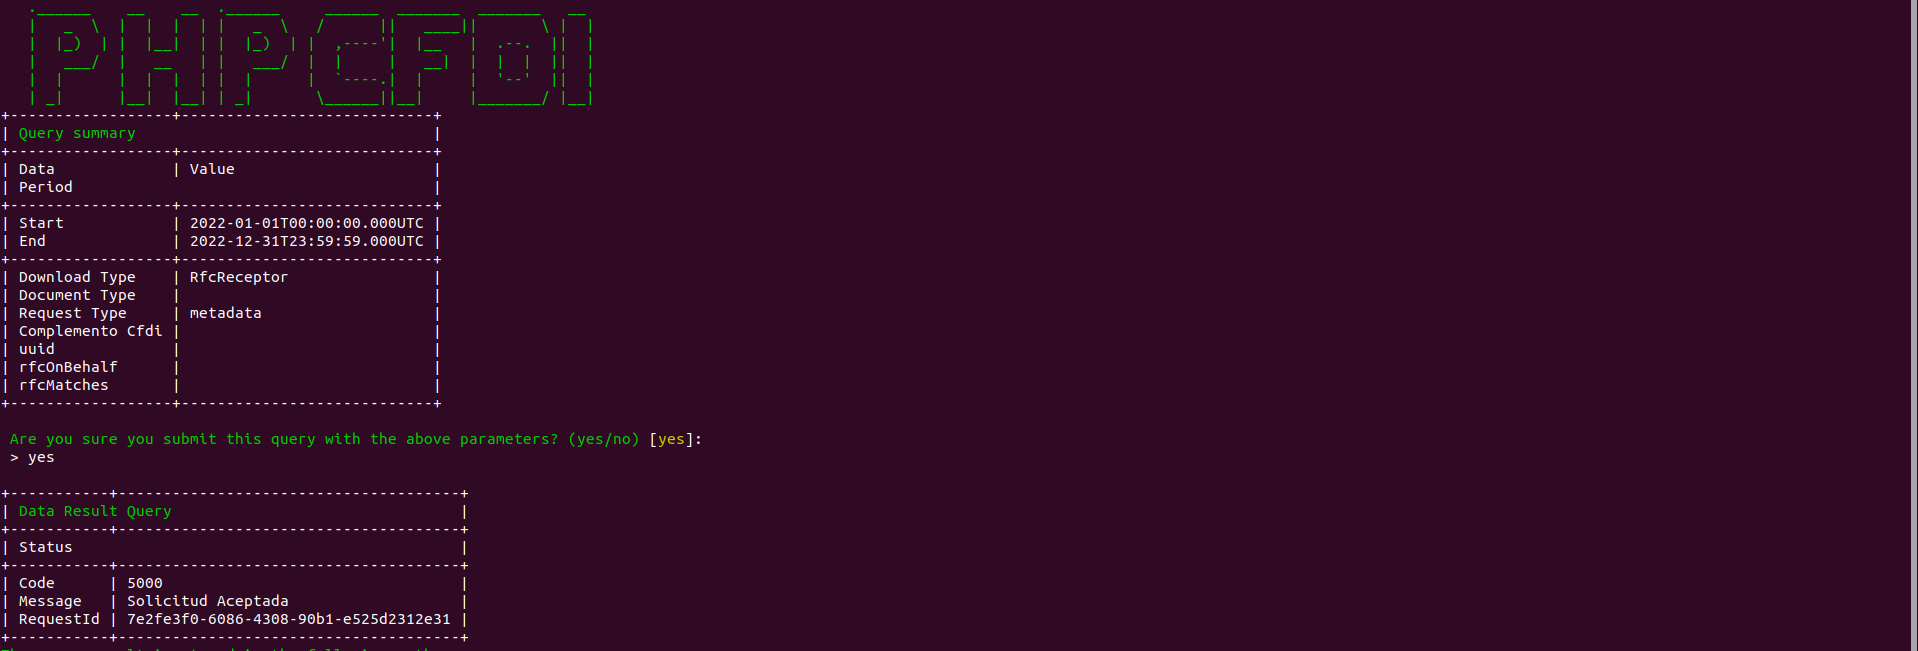 PHPCFDI
Query summary
Data | Value
Period
Start | 2022-01-01T00:00:00.000UTC
End | 2022-12-31T23:59:59.000UTC
Download Type | RfcReceptor
Document Type |
Request Type | metadata
Complemento Cfdi |
uuid |
rfcOnBehalf |
rfcMatches |
Are you sure you submit this query with the above parameters? (yes/no) [yes]:
> yes
Data Result Query
Status
Code | 5000
Message | Solicitud Aceptada
RequestId | 7e2fe3f0-6086-4308-90b1-e525d2312e31